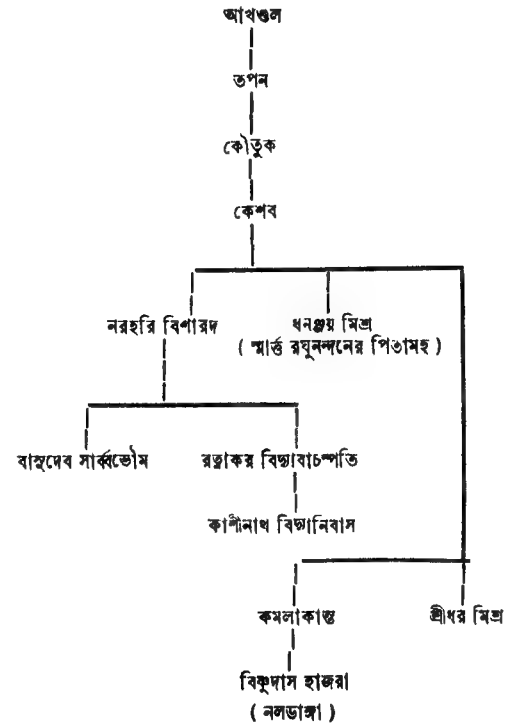 আখণ্ডল
তপন
কৌতুক
কেশব
নরহরি বিশারদ
ধনঞ্জয় মিশ্র
( স্মার্ত্ত রঘুনন্দনের পিতামহ )
বাসুদেব সার্ব্বভৌম
রত্নাকর বিদ্যাবাচস্পতি
কাশীনাথ বিদ্যানিবাস
কমলাকান্ত
শ্রীধর মিশ্র
বিষ্ণুদাস হাজরা
( নলডাঙ্গা )